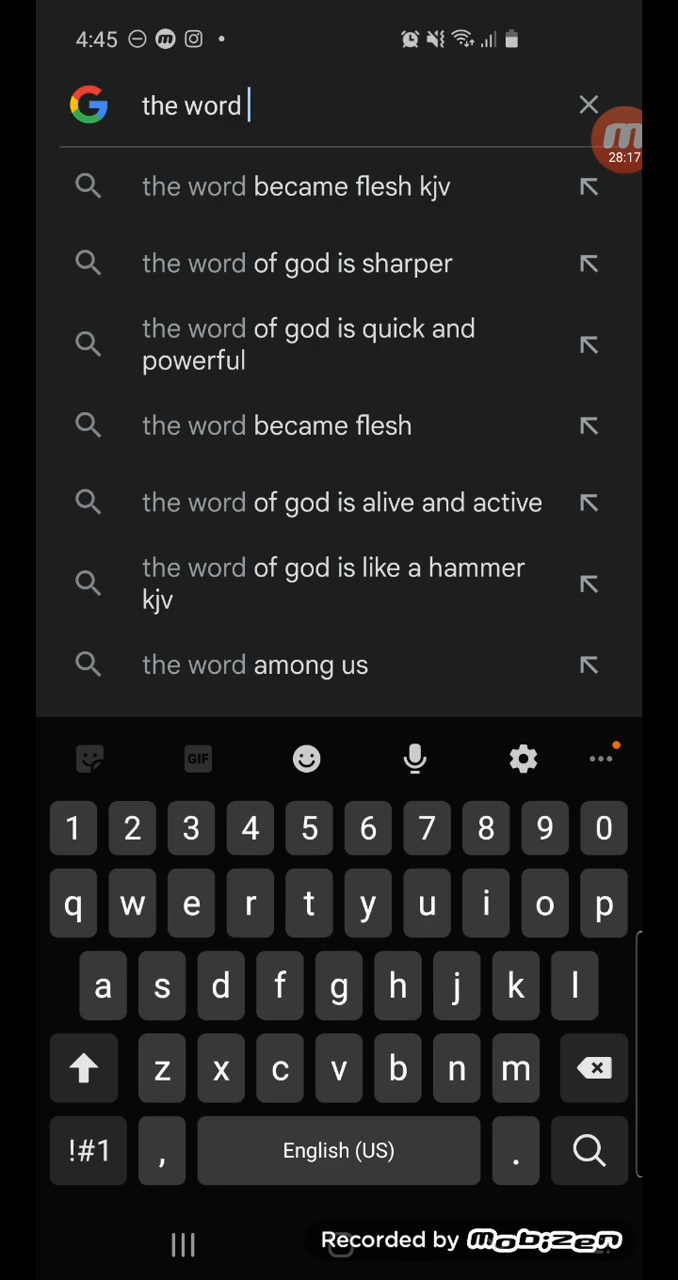 4:45
the word
28:17
the word became flesh kjv
the word of god is sharper
the word of god is quick and
powerful
the word became flesh
the word of god is alive and active
the word of god is like a hammer
kjv
the word among us
GIF
1 2 3 4 5 6 7 8 9 0
q w e r t y u i o p
a s d f g h j k l
z x c v b n m
!#1 , English (US) .
Recorded by mobizen